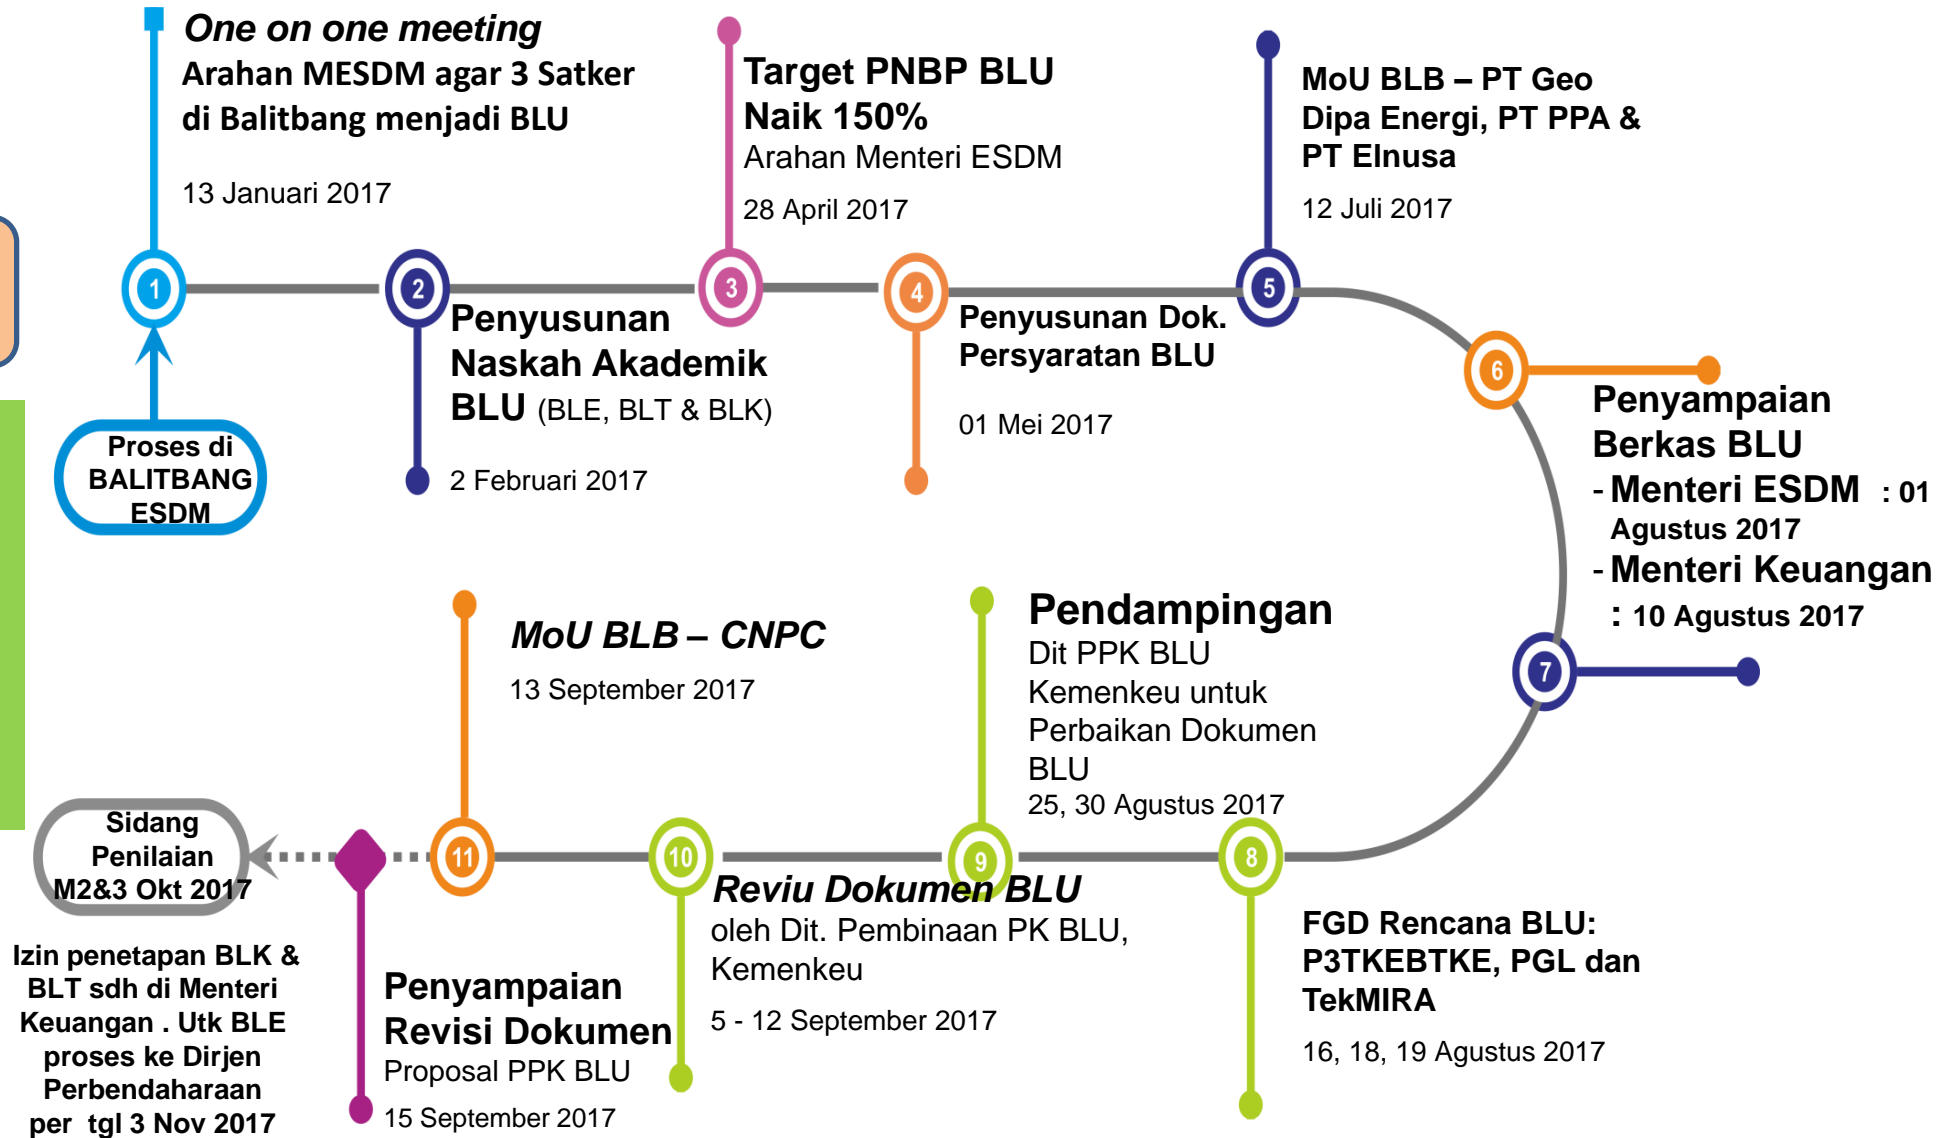 One on one meeting
Arahan MESDM agar 3 Satker
di Balitbang menjadi BLU
13 Januari 2017
1
Proses di
BALITBANG
ESDM
2
Penyusunan
Naskah Akademik
BLU (BLE, BLT & BLK)
2 Februari 2017
Target PNBP BLU
Naik 150%
Arahan Menteri ESDM
28 April 2017
3
4
Penyusunan Dok.
Persyaratan BLU
01 Mei 2017
MoU BLB – PT Geo
Dipa Energi, PT PPA &
PT Elnusa
12 Juli 2017
5
6
Penyampaian
Berkas BLU
- Menteri ESDM : 01
Agustus 2017
- Menteri Keuangan
: 10 Agustus 2017
7
8
FGD Rencana BLU:
P3TKEBTKE, PGL dan
TekMIRA
16, 18, 19 Agustus 2017
Pendampingan
Dit PPK BLU
Kemenkeu untuk
Perbaikan Dokumen
BLU
25, 30 Agustus 2017
9
10
Reviu Dokumen BLU
oleh Dit. Pembinaan PK BLU,
Kemenkeu
5 - 12 September 2017
MoU BLB – CNPC
13 September 2017
11
Penyampaian
Revisi Dokumen
Proposal PPK BLU
15 September 2017
Sidang
Penilaian
M2&3 Okt 2017
Izin penetapan BLK &
BLT sdh di Menteri
Keuangan . Utk BLE
proses ke Dirjen
Perbendaharaan
per tgl 3 Nov 2017